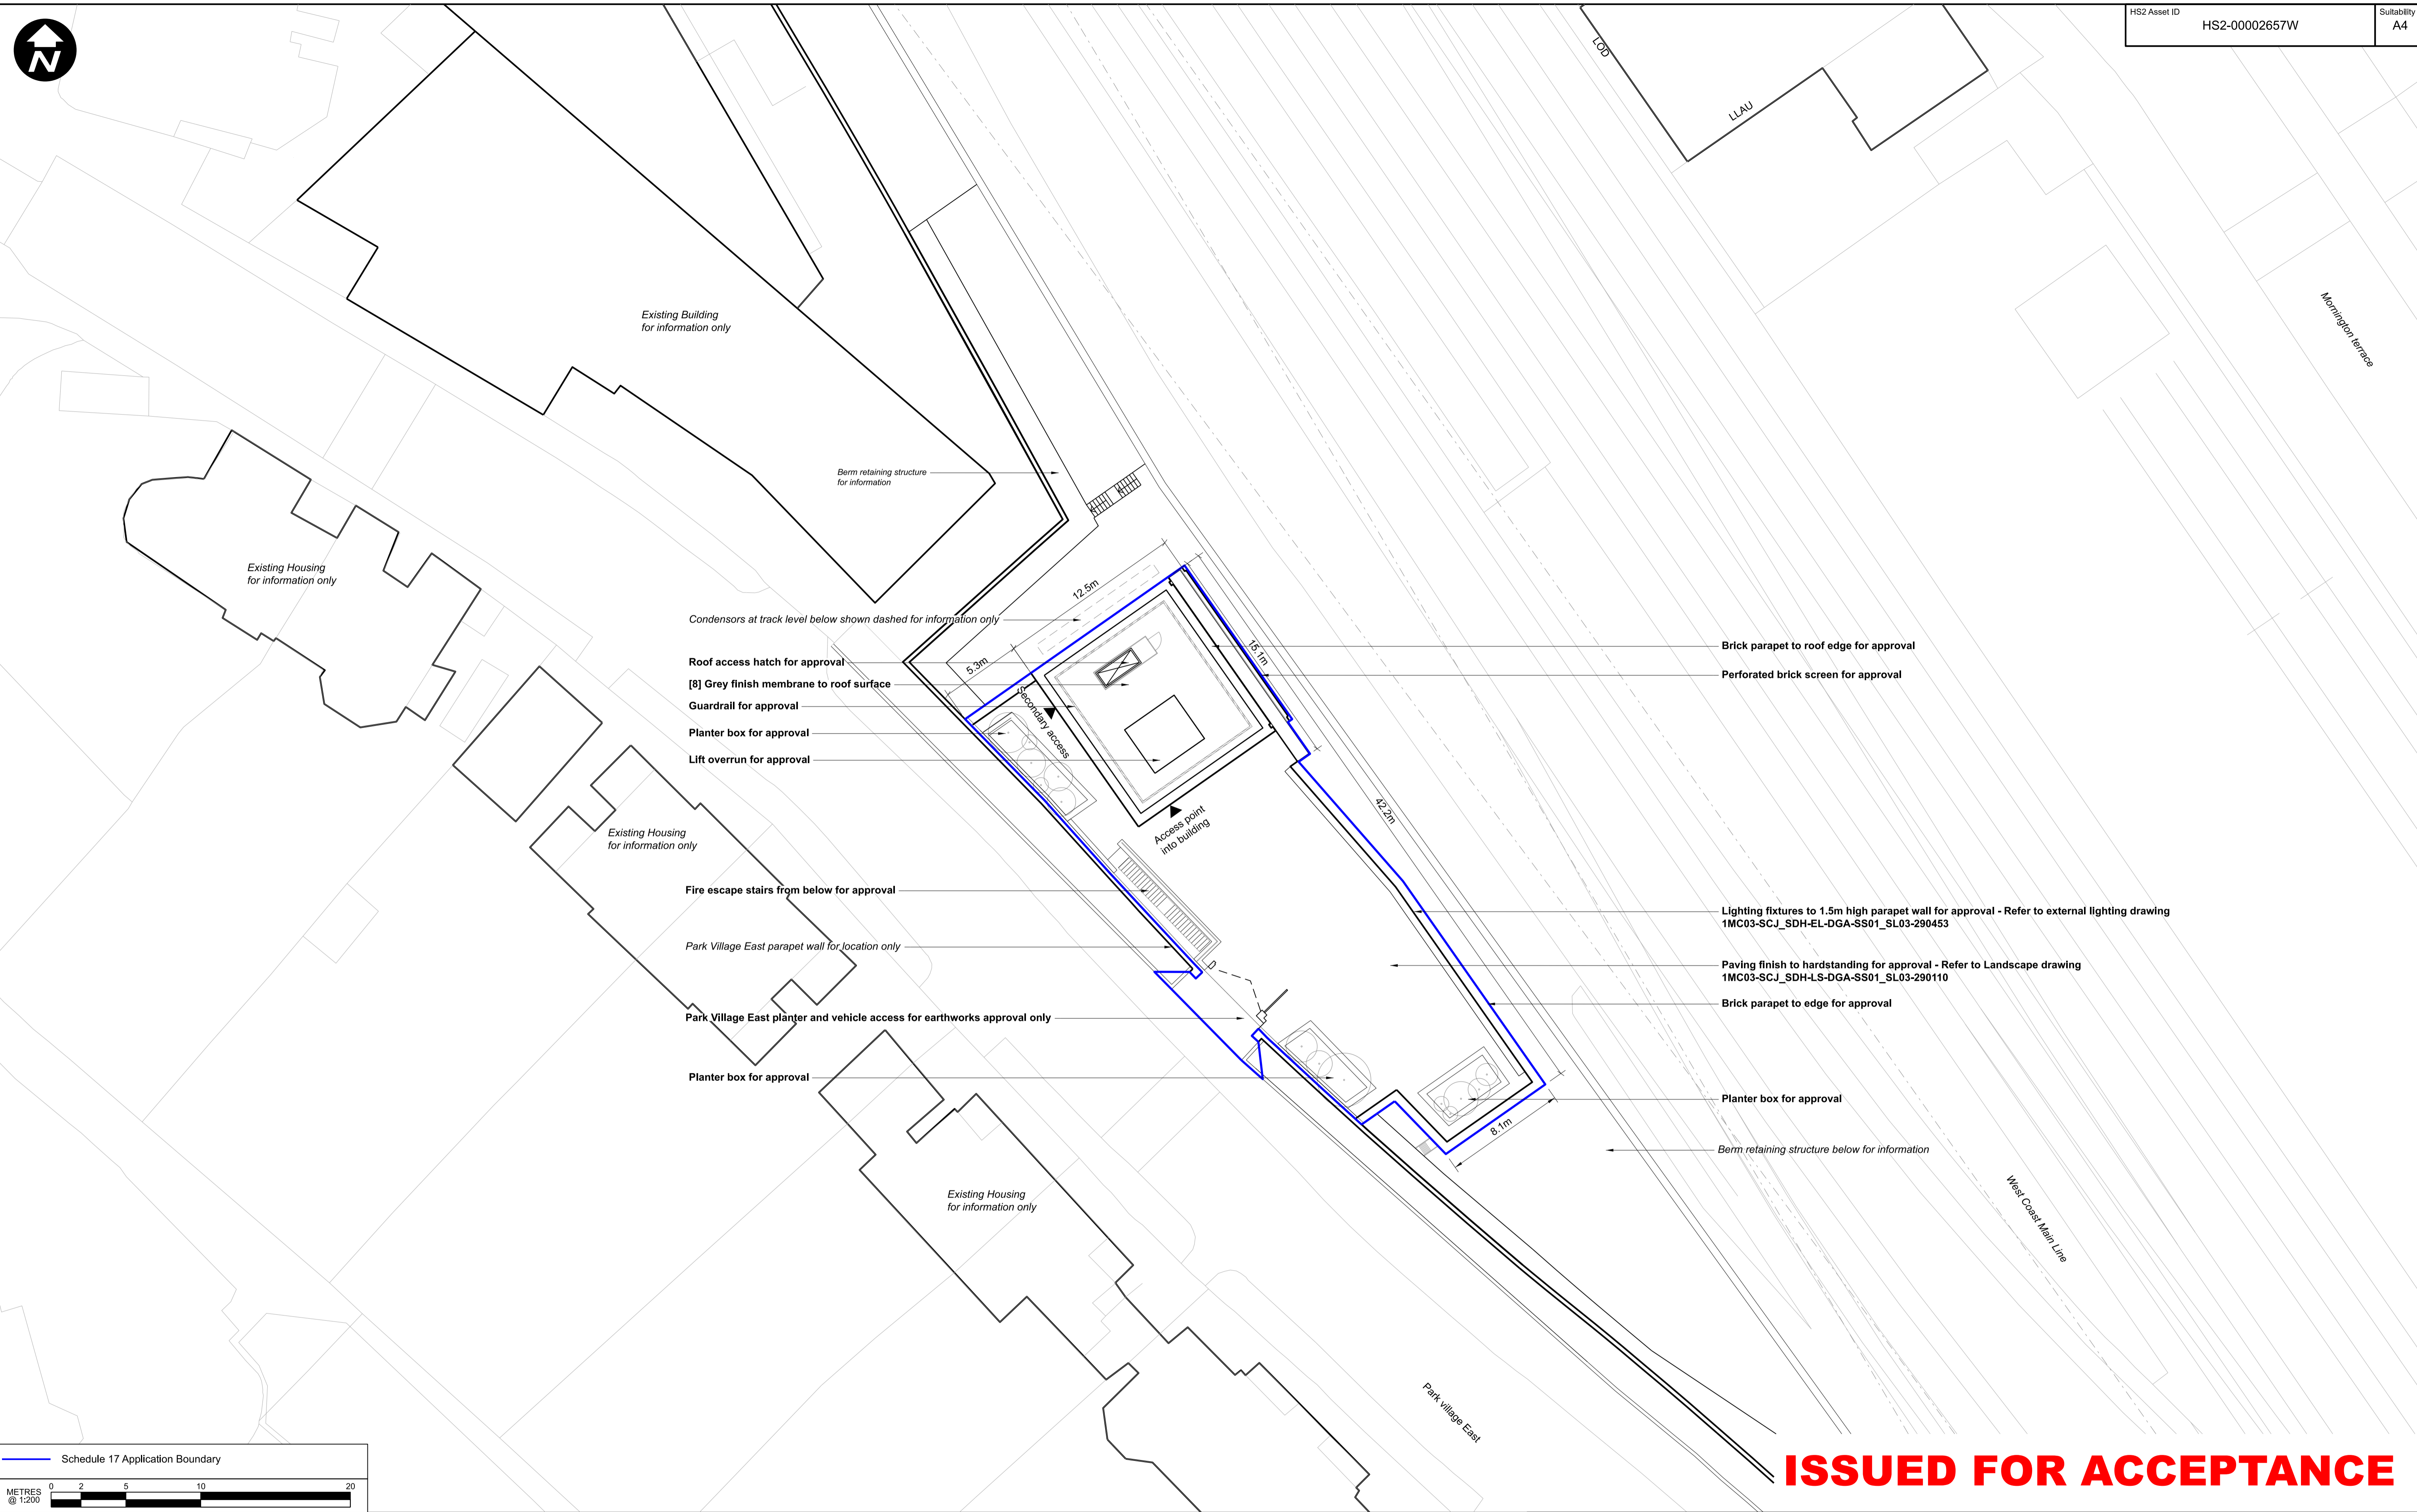 N
HS2 Asset ID
HS2-00002657W
Suitability
A4
LOD
LLAU
Mornington terrace
Existing Building
for information only
Berm retaining structure
for information
Existing Housing
for information only
12.5m
Condensors at track level below shown dashed for information only
5.3m
15.1m
Roof access hatch for approval
[8] Grey finish membrane to roof surface
Guardrail for approval
Planter box for approval
Lift overrun for approval
Secondary access
Brick parapet to roof edge for approval
Perforated brick screen for approval
Access point
into building
42.2m
Existing Housing
for information only
Fire escape stairs from below for approval
Park Village East parapet wall for location only
Park Village East planter and vehicle access for earthworks approval only
Planter box for approval
Lighting fixtures to 1.5m high parapet wall for approval - Refer to external lighting drawing
1MC03-SCJ_SDH-EL-DGA-SS01_SL03-290453
Paving finish to hardstanding for approval - Refer to Landscape drawing
1MC03-SCJ_SDH-LS-DGA-SS01_SL03-290110
Brick parapet to edge for approval
Planter box for approval
8.1m
Berm retaining structure below for information
West Coast Main Line
Existing Housing
for information only
Park village East
Schedule 17 Application Boundary
METRES
@ 1:200
0 2 5 10 20
ISSUED FOR ACCEPTANCE